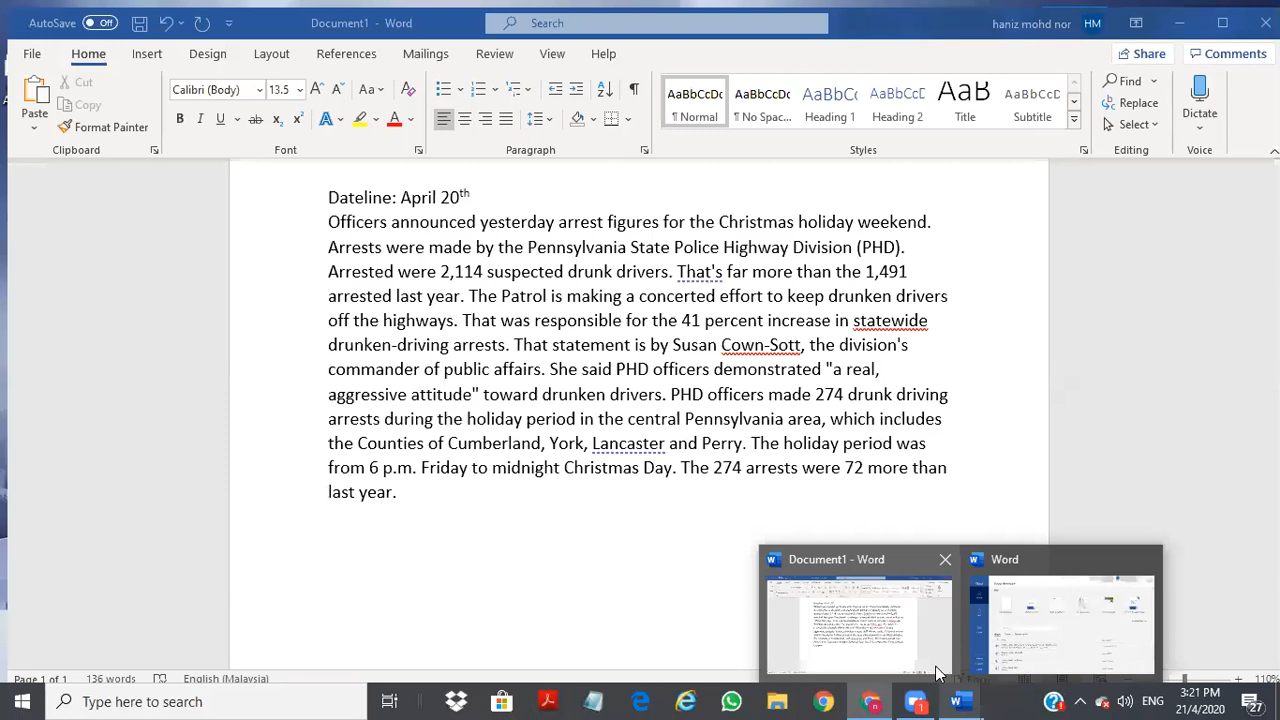 AutoSave Off Document1 - Word Search haniz mohd nor HM
File Home Insert Design Layout References Mailings Review View Help Share Comments
Paste Cut Copy Format Painter
Calibri (Body) 13.5 Aa
B I U ab x2 x2 A A
AaBbCcDc AaBbCcDc AaBbCc AaBbCcD AaB AaBbCcD
¶ Normal ¶ No Spac... Heading 1 Heading 2 Title Subtitle
Find Replace Select Dictate
Clipboard Font Paragraph Styles Editing Voice
Dateline: April 20th
Officers announced yesterday arrest figures for the Christmas holiday weekend.
Arrests were made by the Pennsylvania State Police Highway Division (PHD).
Arrested were 2,114 suspected drunk drivers. That's far more than the 1,491
arrested last year. The Patrol is making a concerted effort to keep drunken drivers
off the highways. That was responsible for the 41 percent increase in statewide
drunken-driving arrests. That statement is by Susan Cown-Sott, the division's
commander of public affairs. She said PHD officers demonstrated "a real,
aggressive attitude" toward drunken drivers. PHD officers made 274 drunk driving
arrests during the holiday period in the central Pennsylvania area, which includes
the Counties of Cumberland, York, Lancaster and Perry. The holiday period was
from 6 p.m. Friday to midnight Christmas Day. The 274 arrests were 72 more than
last year.
Document1 - Word Word
Page 1 of 1 136 words English/Malaysia 110%
Type here to search ENG 3:21 PM
21/4/2020 27